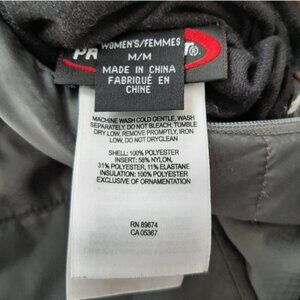 PR
WOMEN'S/FEMMES
M/M
MADE IN CHINA
FABRIQUÉ EN
CHINE
MACHINE WASH COLD GENTLE, WASH
SEPARATELY, DO NOT BLEACH, TUMBLE
DRY LOW, REMOVE PROMPTLY, IRON
LOW, DO NOT DRYCLEAN
SHELL: 100% POLYESTER
INSERT: 58% NYLON,
31% POLYESTER, 11% ELASTANE
INSULATION: 100% POLYESTER
EXCLUSIVE OF ORNAMENTATION
RN 89674
CA 05367